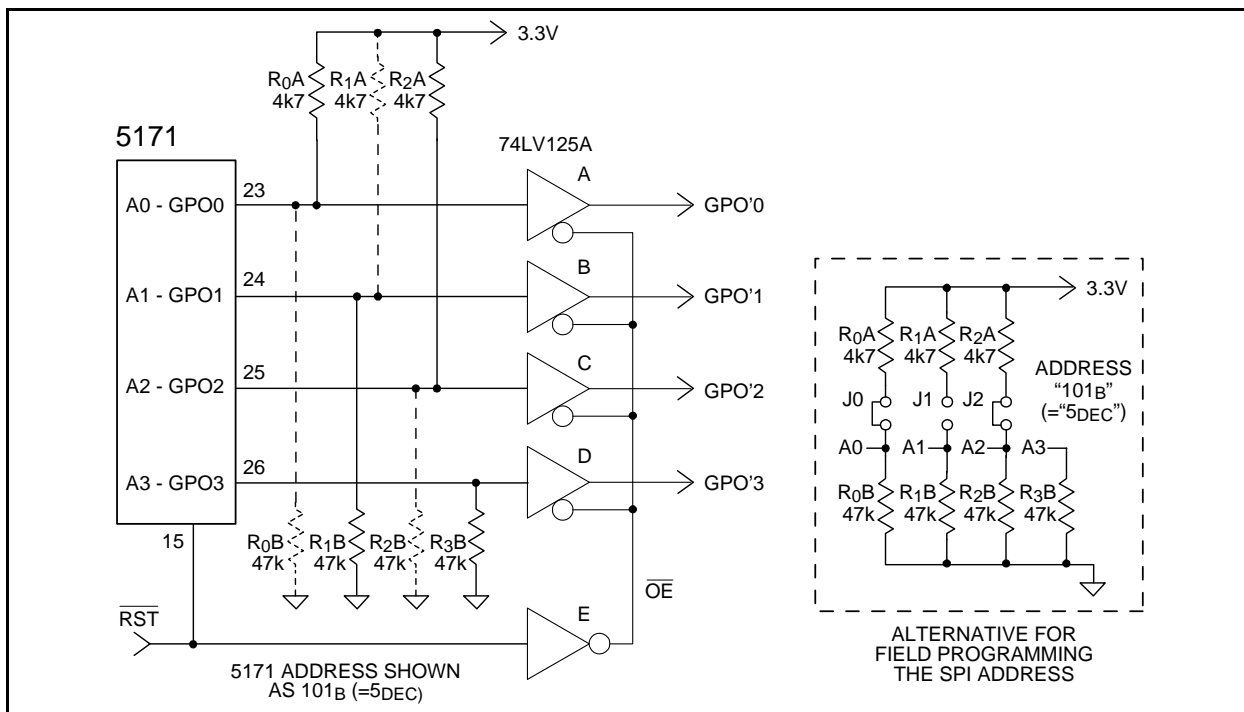 3.3V
R0A
4k7
R1A
4k7
R2A
4k7
5171
74LV125A
A0 - GPO0
23
A
GPO'0
A1 - GPO1
24
B
GPO'1
A2 - GPO2
25
C
GPO'2
A3 - GPO3
26
D
GPO'3
15
R0B
47k
R1B
47k
R2B
47k
R3B
47k
OE
RST
E
5171 ADDRESS SHOWN
AS 101B (=5DEC)
3.3V
R0A
4k7
R1A
4k7
R2A
4k7
ADDRESS
“101B”
(=“5DEC”)
J0
J1
J2
A0
A1
A2
A3
R0B
47k
R1B
47k
R2B
47k
R3B
47k
ALTERNATIVE FOR
FIELD PROGRAMMING
THE SPI ADDRESS